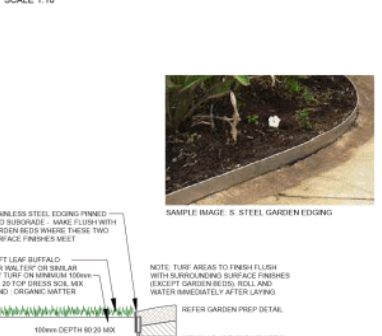 SCALE 1:10
SAMPLE IMAGE: S. STEEL GARDEN EDGING
AINLESS STEEL EDGING PINNED
O SUBGRADE - MAKE FLUSH WITH
RDEN BEDS WHERE THESE TWO
RFACE FINISHES MEET
FT LEAF BUFFALO
R WALTER" OR SIMILAR
TURF ON MINIMUM 100mm
20 TOP DRESS SOIL MIX
ND : ORGANIC MATTER
NOTE: TURF AREAS TO FINISH FLUSH
WITH SURROUNDING SURFACE FINISHES
(EXCEPT GARDEN BEDS). ROLL AND
WATER IMMEDIATELY AFTER LAYING.
REFER GARDEN PREP DETAIL
100mm DEPTH 80:20 MIX